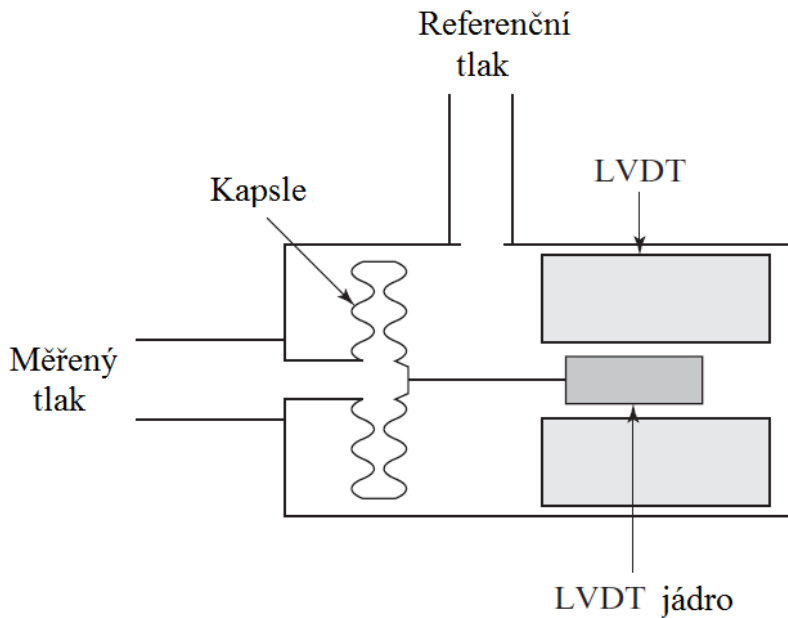 Referenční
tlak
LVDT
Kapsle
Měřený
tlak
LVDT jádro